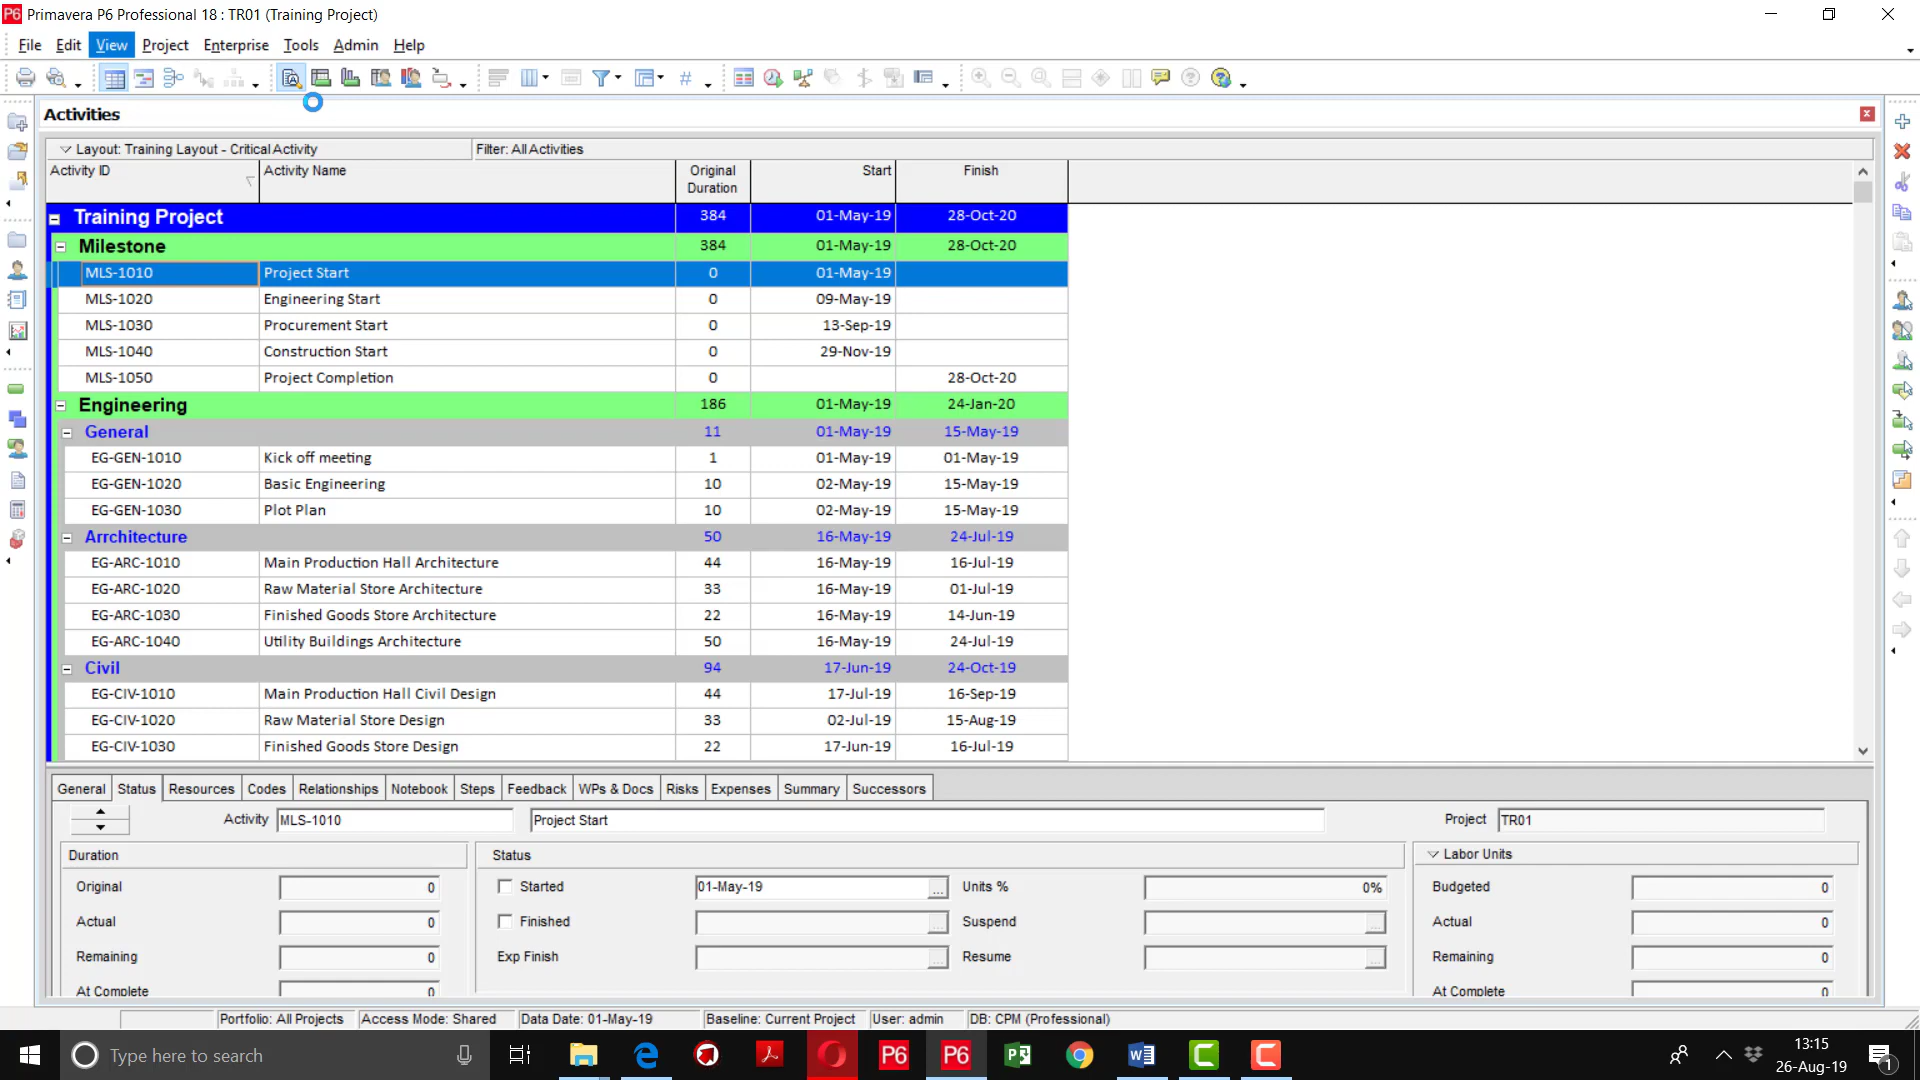 P6 Primavera P6 Professional 18 : TR01 (Training Project)
File Edit View Project Enterprise Tools Admin Help
Activities
Layout: Training Layout - Critical Activity Filter: All Activities
Activity ID Activity Name Original Duration Start Finish
Training Project 384 01-May-19 28-Oct-20
Milestone 384 01-May-19 28-Oct-20
MLS-1010 Project Start 0 01-May-19
MLS-1020 Engineering Start 0 09-May-19
MLS-1030 Procurement Start 0 13-Sep-19
MLS-1040 Construction Start 0 29-Nov-19
MLS-1050 Project Completion 0 28-Oct-20
Engineering 186 01-May-19 24-Jan-20
General 11 01-May-19 15-May-19
EG-GEN-1010 Kick off meeting 1 01-May-19 01-May-19
EG-GEN-1020 Basic Engineering 10 02-May-19 15-May-19
EG-GEN-1030 Plot Plan 10 02-May-19 15-May-19
Arrchitecture 50 16-May-19 24-Jul-19
EG-ARC-1010 Main Production Hall Architecture 44 16-May-19 16-Jul-19
EG-ARC-1020 Raw Material Store Architecture 33 16-May-19 01-Jul-19
EG-ARC-1030 Finished Goods Store Architecture 22 16-May-19 14-Jun-19
EG-ARC-1040 Utility Buildings Architecture 50 16-May-19 24-Jul-19
Civil 94 17-Jun-19 24-Oct-19
EG-CIV-1010 Main Production Hall Civil Design 44 17-Jul-19 16-Sep-19
EG-CIV-1020 Raw Material Store Design 33 02-Jul-19 15-Aug-19
EG-CIV-1030 Finished Goods Store Design 22 17-Jun-19 16-Jul-19
General Status Resources Codes Relationships Notebook Steps Feedback WPs & Docs Risks Expenses Summary Successors
Activity MLS-1010 Project Start Project TR01
Duration Status Labor Units
Original 0 Started 01-May-19 ... Units % 0% Budgeted 0
Actual 0 Finished ... Suspend ... Actual 0
Remaining 0 Exp Finish ... Resume ... Remaining 0
At Complete 0 At Complete 0
Portfolio: All Projects Access Mode: Shared Data Date: 01-May-19 Baseline: Current Project User: admin DB: CPM (Professional)
Type here to search P6 P6 13:15
26-Aug-19 1